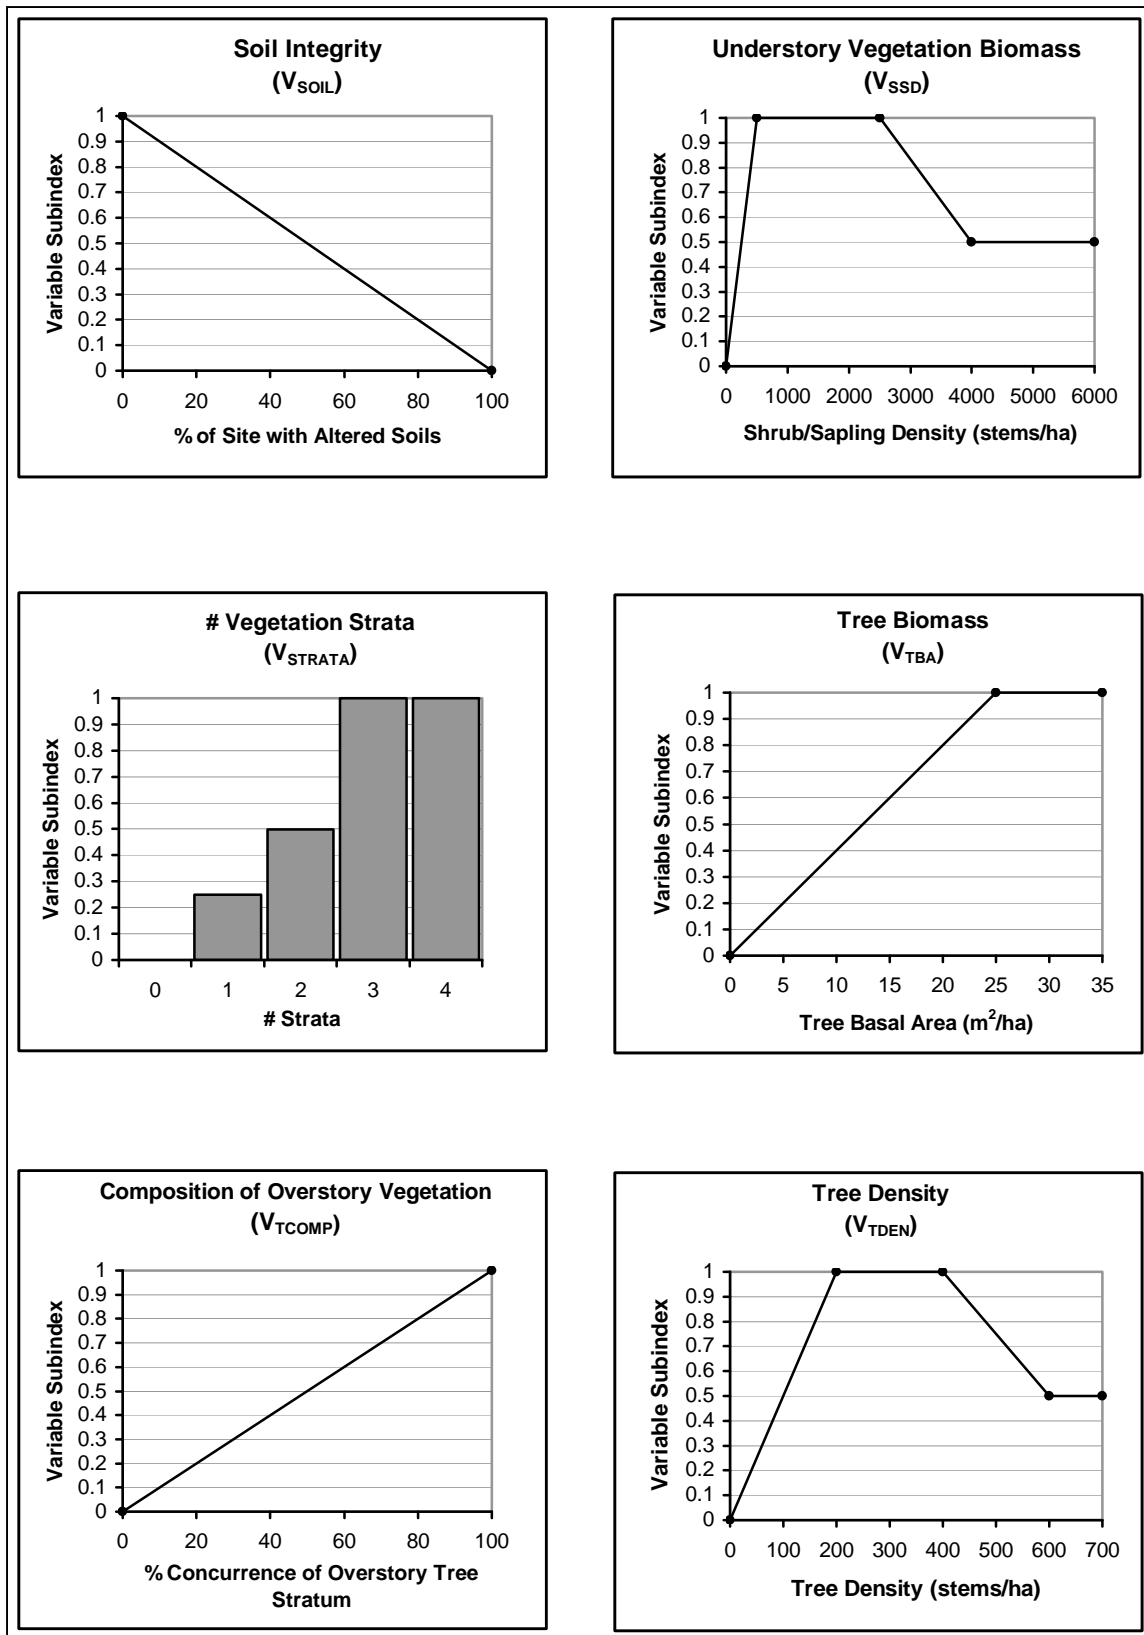 Soil Integrity
(VSOIL)
Variable Subindex
1
0.9
0.8
0.7
0.6
0.5
0.4
0.3
0.2
0.1
0
0 20 40 60 80 100
% of Site with Altered Soils
Understory Vegetation Biomass
(VSSD)
Variable Subindex
1
0.9
0.8
0.7
0.6
0.5
0.4
0.3
0.2
0.1
0
0 1000 2000 3000 4000 5000 6000
Shrub/Sapling Density (stems/ha)
# Vegetation Strata
(VSTRATA)
Variable Subindex
1
0.9
0.8
0.7
0.6
0.5
0.4
0.3
0.2
0.1
0
0 1 2 3 4
# Strata
Tree Biomass
(VTBA)
Variable Subindex
1
0.9
0.8
0.7
0.6
0.5
0.4
0.3
0.2
0.1
0
0 5 10 15 20 25 30 35
Tree Basal Area (m²/ha)
Composition of Overstory Vegetation
(VTCOMP)
Variable Subindex
1
0.9
0.8
0.7
0.6
0.5
0.4
0.3
0.2
0.1
0
0 20 40 60 80 100
% Concurrence of Overstory Tree
Stratum
Tree Density
(VTDEN)
Variable Subindex
1
0.9
0.8
0.7
0.6
0.5
0.4
0.3
0.2
0.1
0
0 100 200 300 400 500 600 700
Tree Density (stems/ha)